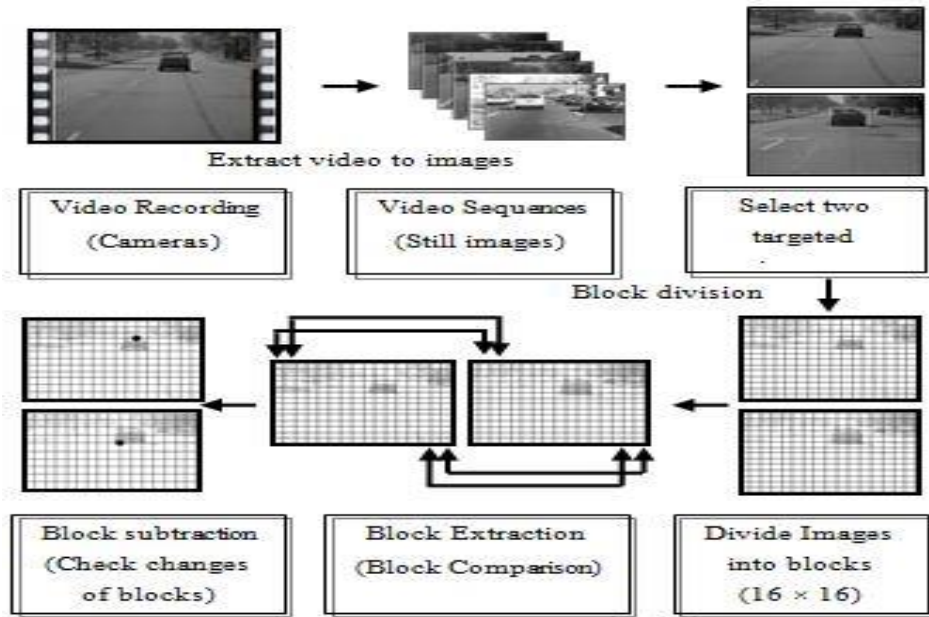 Extract video to images
Video Recording
(Cameras)
Video Sequences
(Still images)
Select two
targeted
.
Block division
Block subtraction
(Check changes
of blocks)
Block Extraction
(Block Comparison)
Divide Images
into blocks
(16 × 16)